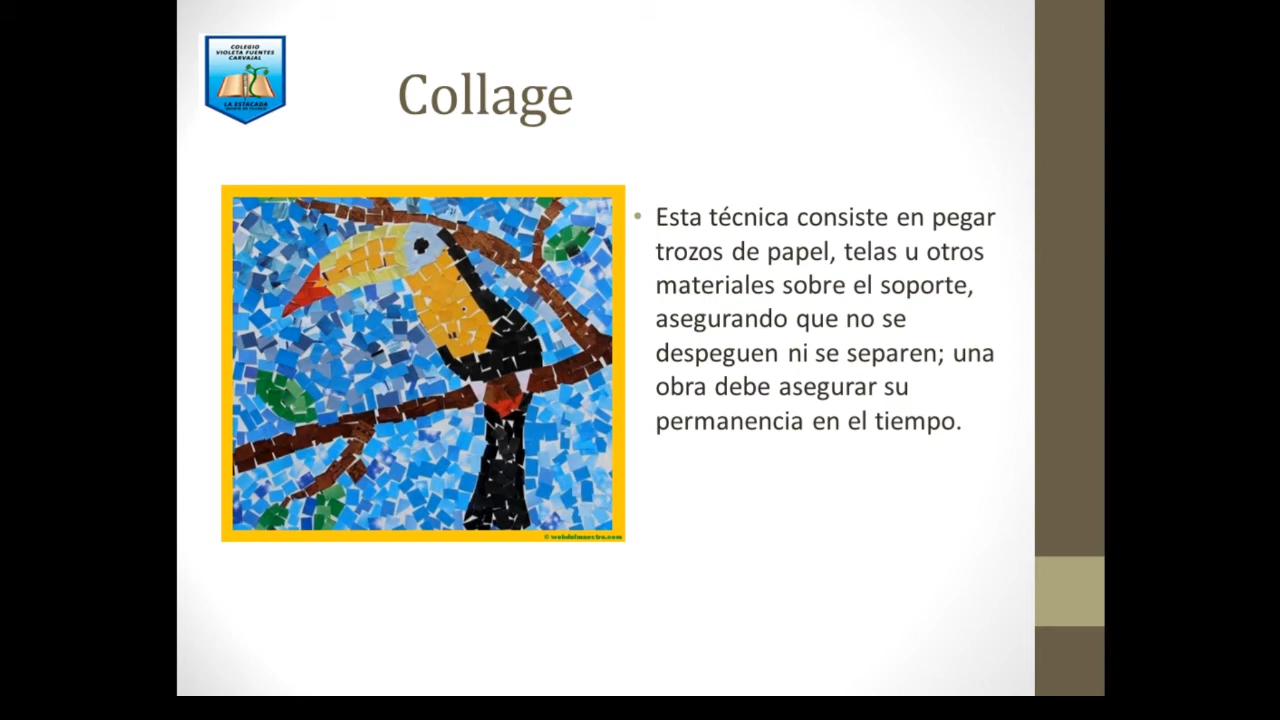 COLEGIO
VIOLETA FUENTES
CARVAJAL
LA ESTACADA
Collage
• Esta técnica consiste en pegar
trozos de papel, telas u otros
materiales sobre el soporte,
asegurando que no se
despeguen ni se separen; una
obra debe asegurar su
permanencia en el tiempo.
© webdelmaestro.com